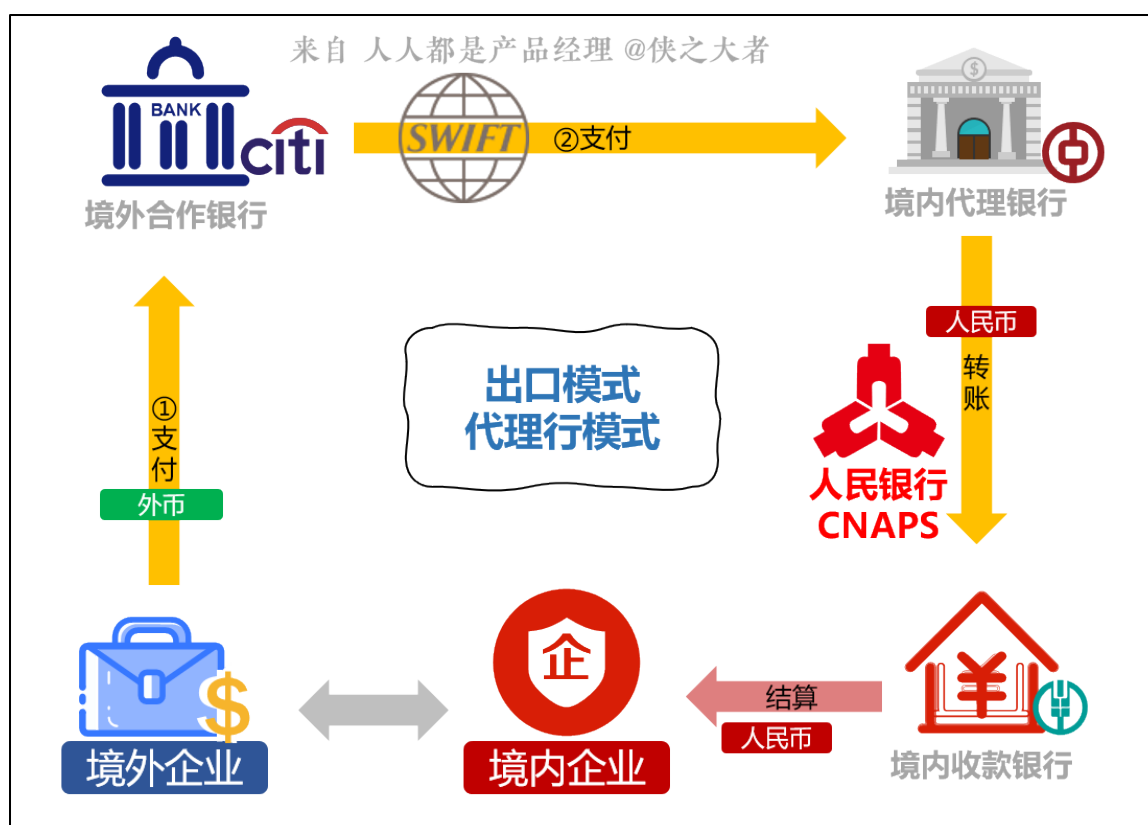 来自 人人都是产品经理 @侠之大者
BANK
citi
SWIFT
②支付
境外合作银行
境内代理银行
人民币
转账
人民银行
CNAPS
①支付
外币
出口模式
代理行模式
$
$
企
结算
人民币
¥
境外企业
境内企业
境内收款银行